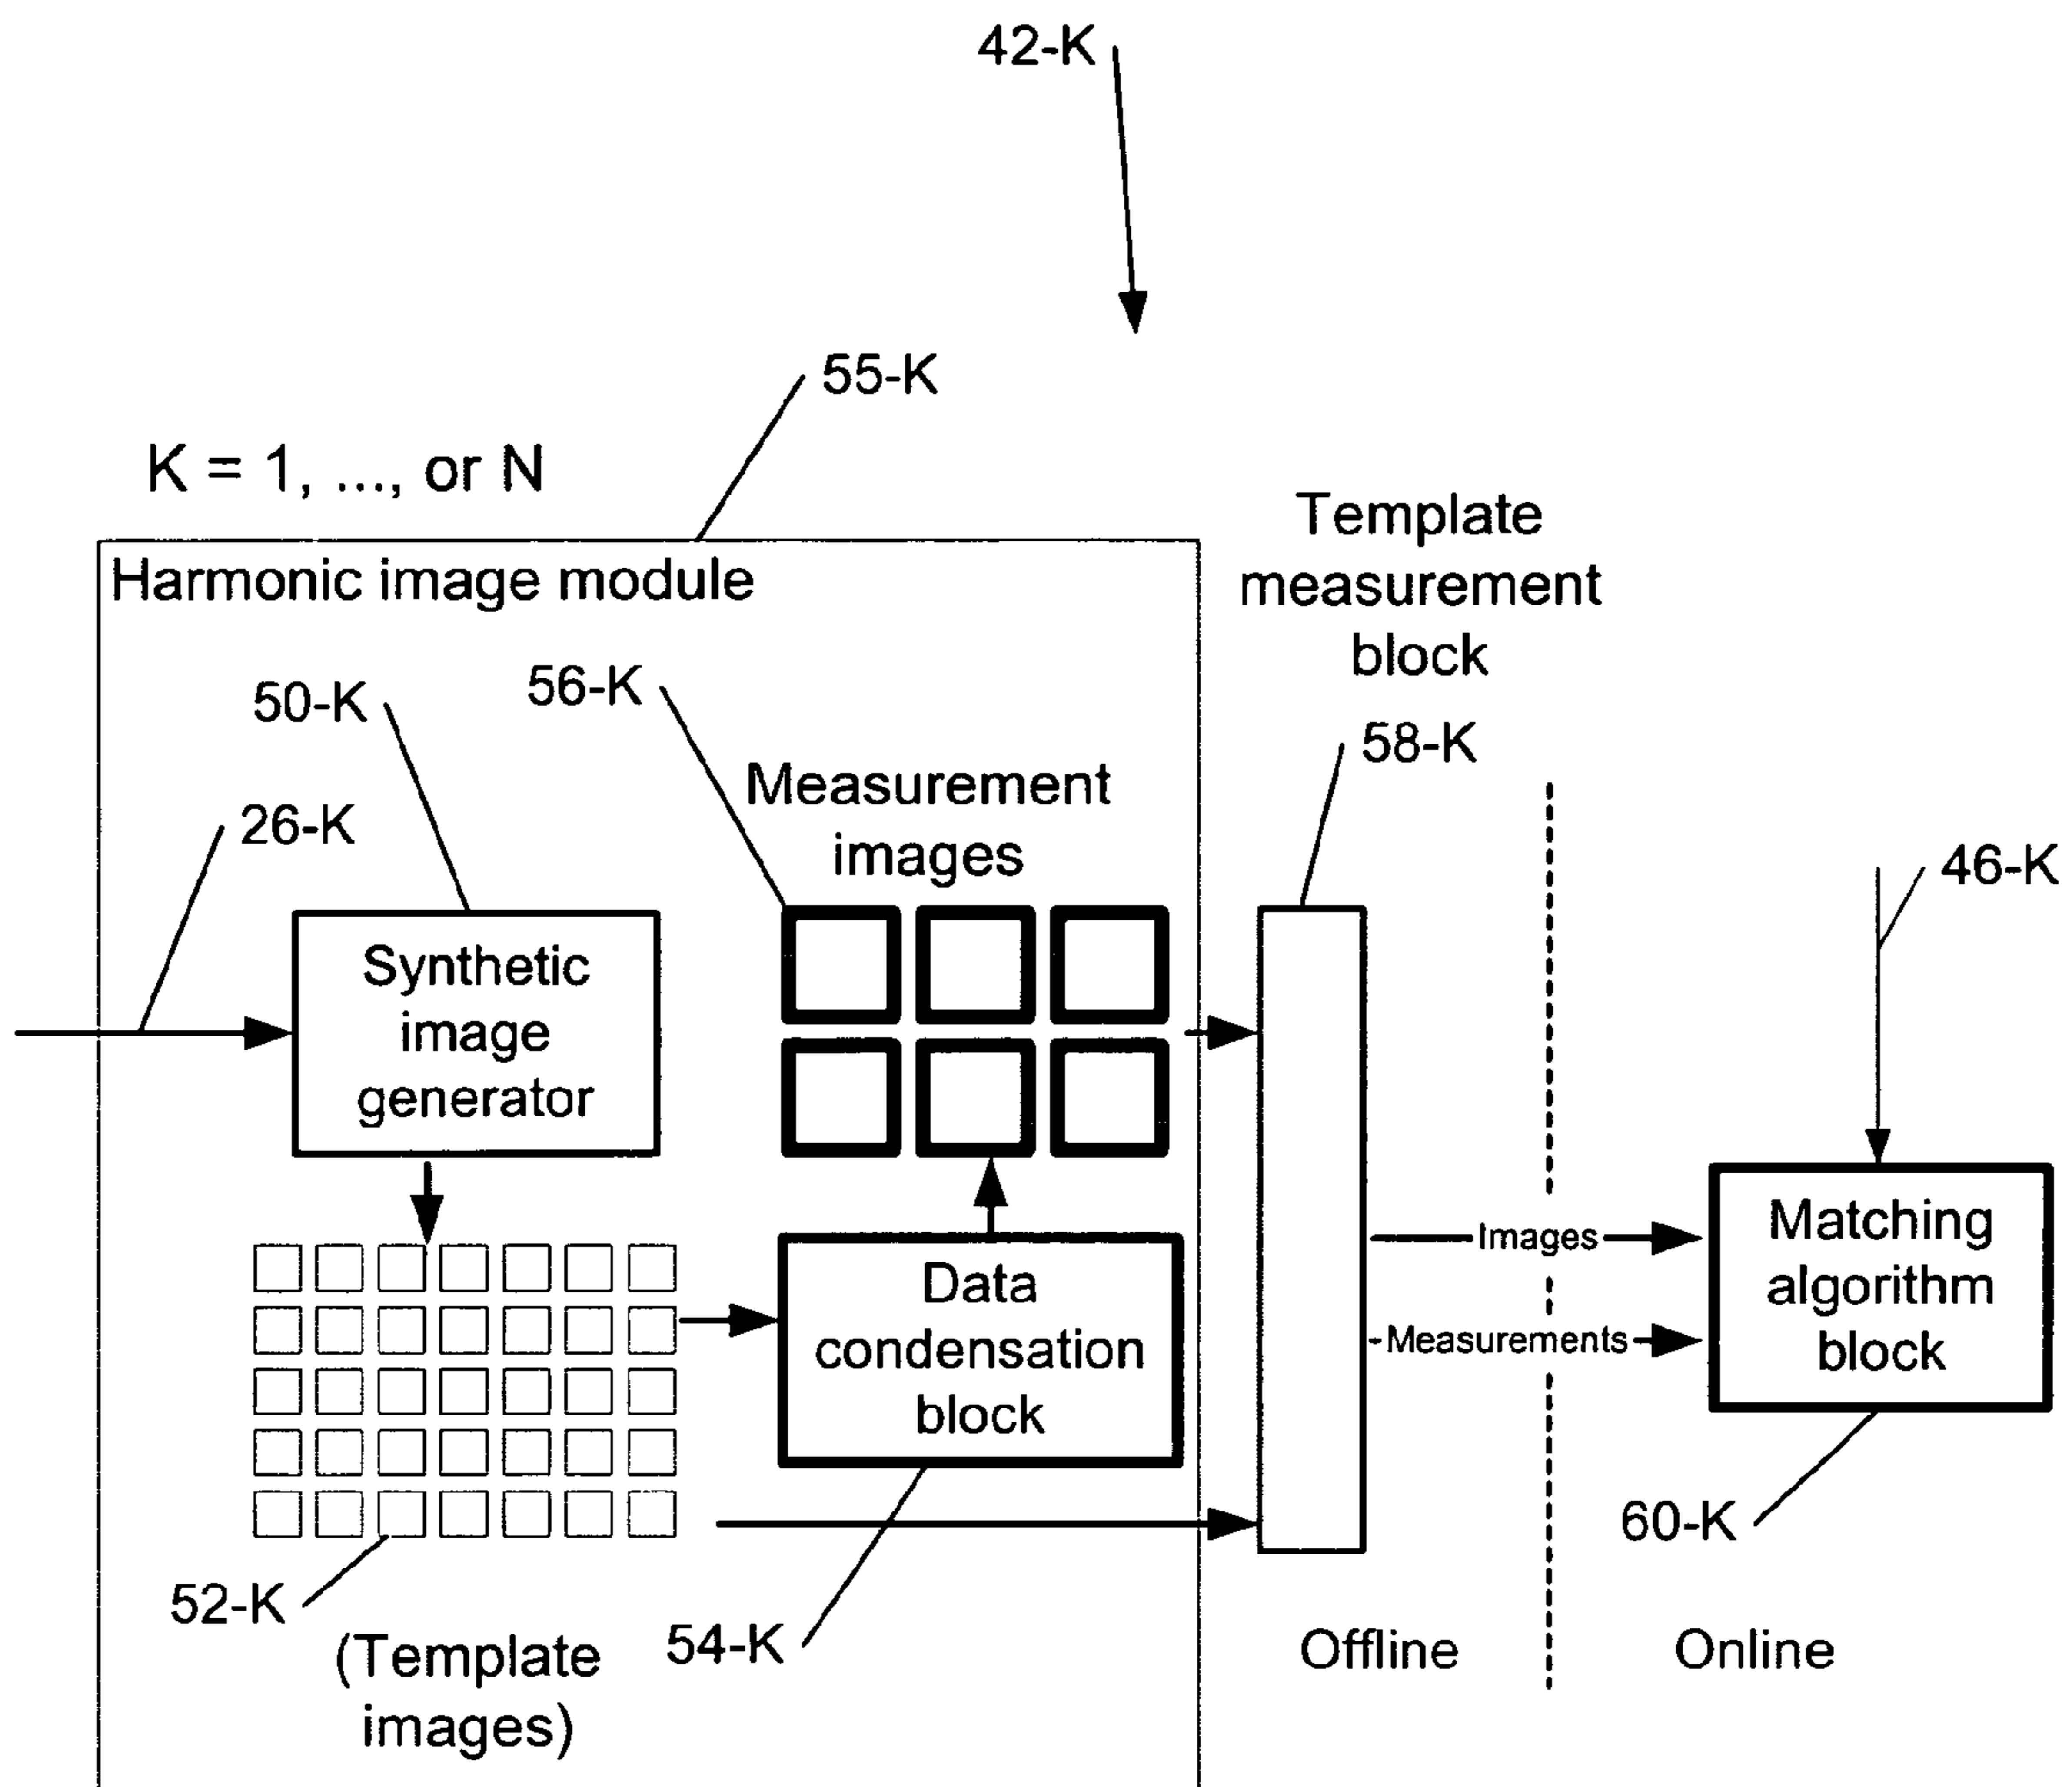 42-K
55-K
K = 1, ..., or N
Template
measurement
block
Harmonic image module
56-K
50-K
58-K
Measurement
images
26-K
46-K
Synthetic
image
generator
Matching
algorithm
block
Images
Measurements
Data
condensation
block
60-K
52-K
54-K
(Template
images)
Offline
Online